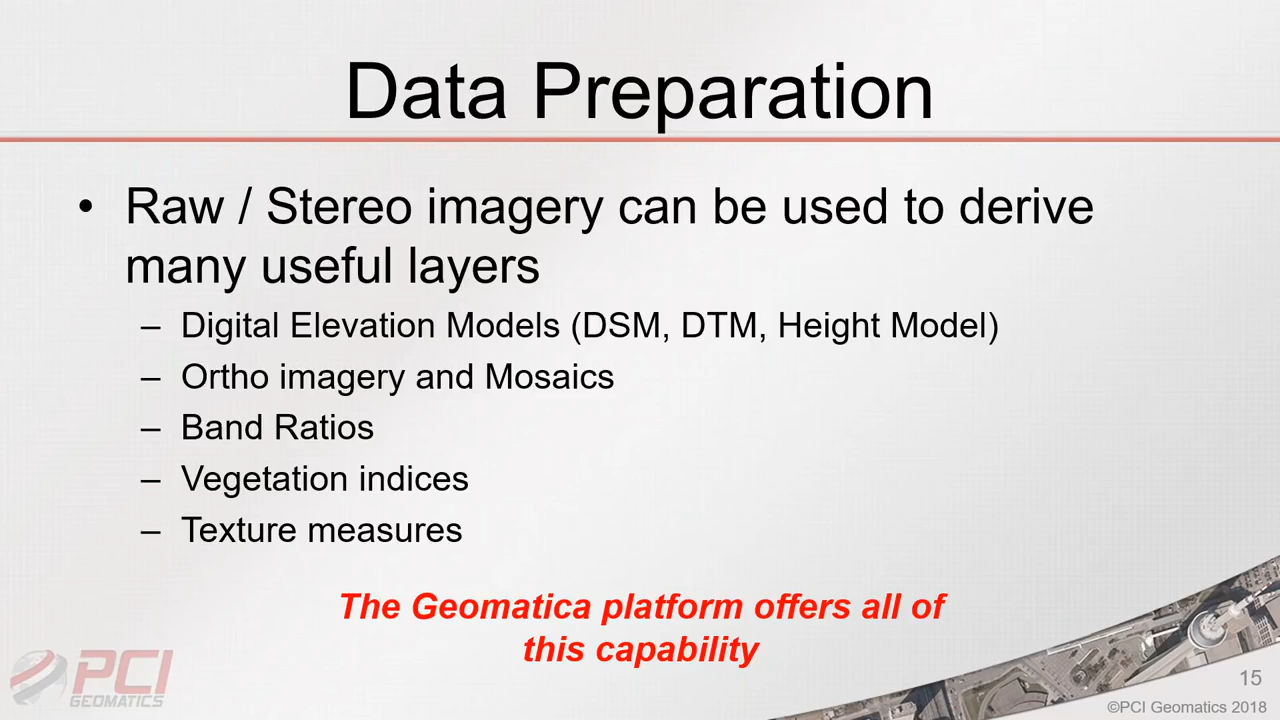 Data Preparation
• Raw / Stereo imagery can be used to derive
many useful layers
– Digital Elevation Models (DSM, DTM, Height Model)
– Ortho imagery and Mosaics
– Band Ratios
– Vegetation indices
– Texture measures
The Geomatica platform offers all of
this capability
PCI
GEOMATICS
15
©PCI Geomatics 2018